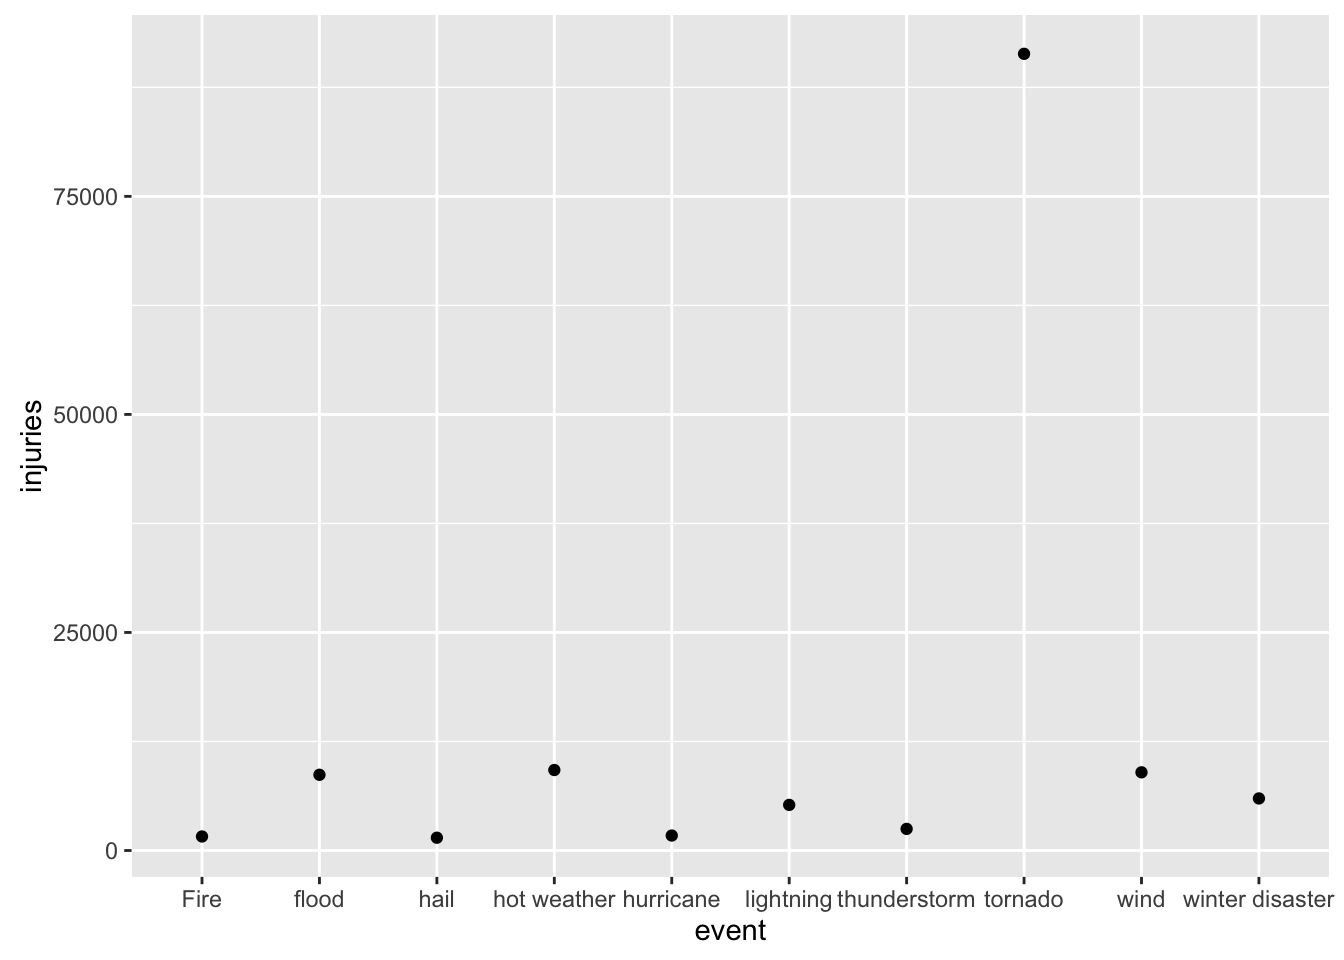 injuries
75000
50000
25000
0
Fire flood hail hot weather hurricane lightning thunderstorm tornado wind winter disaster
event